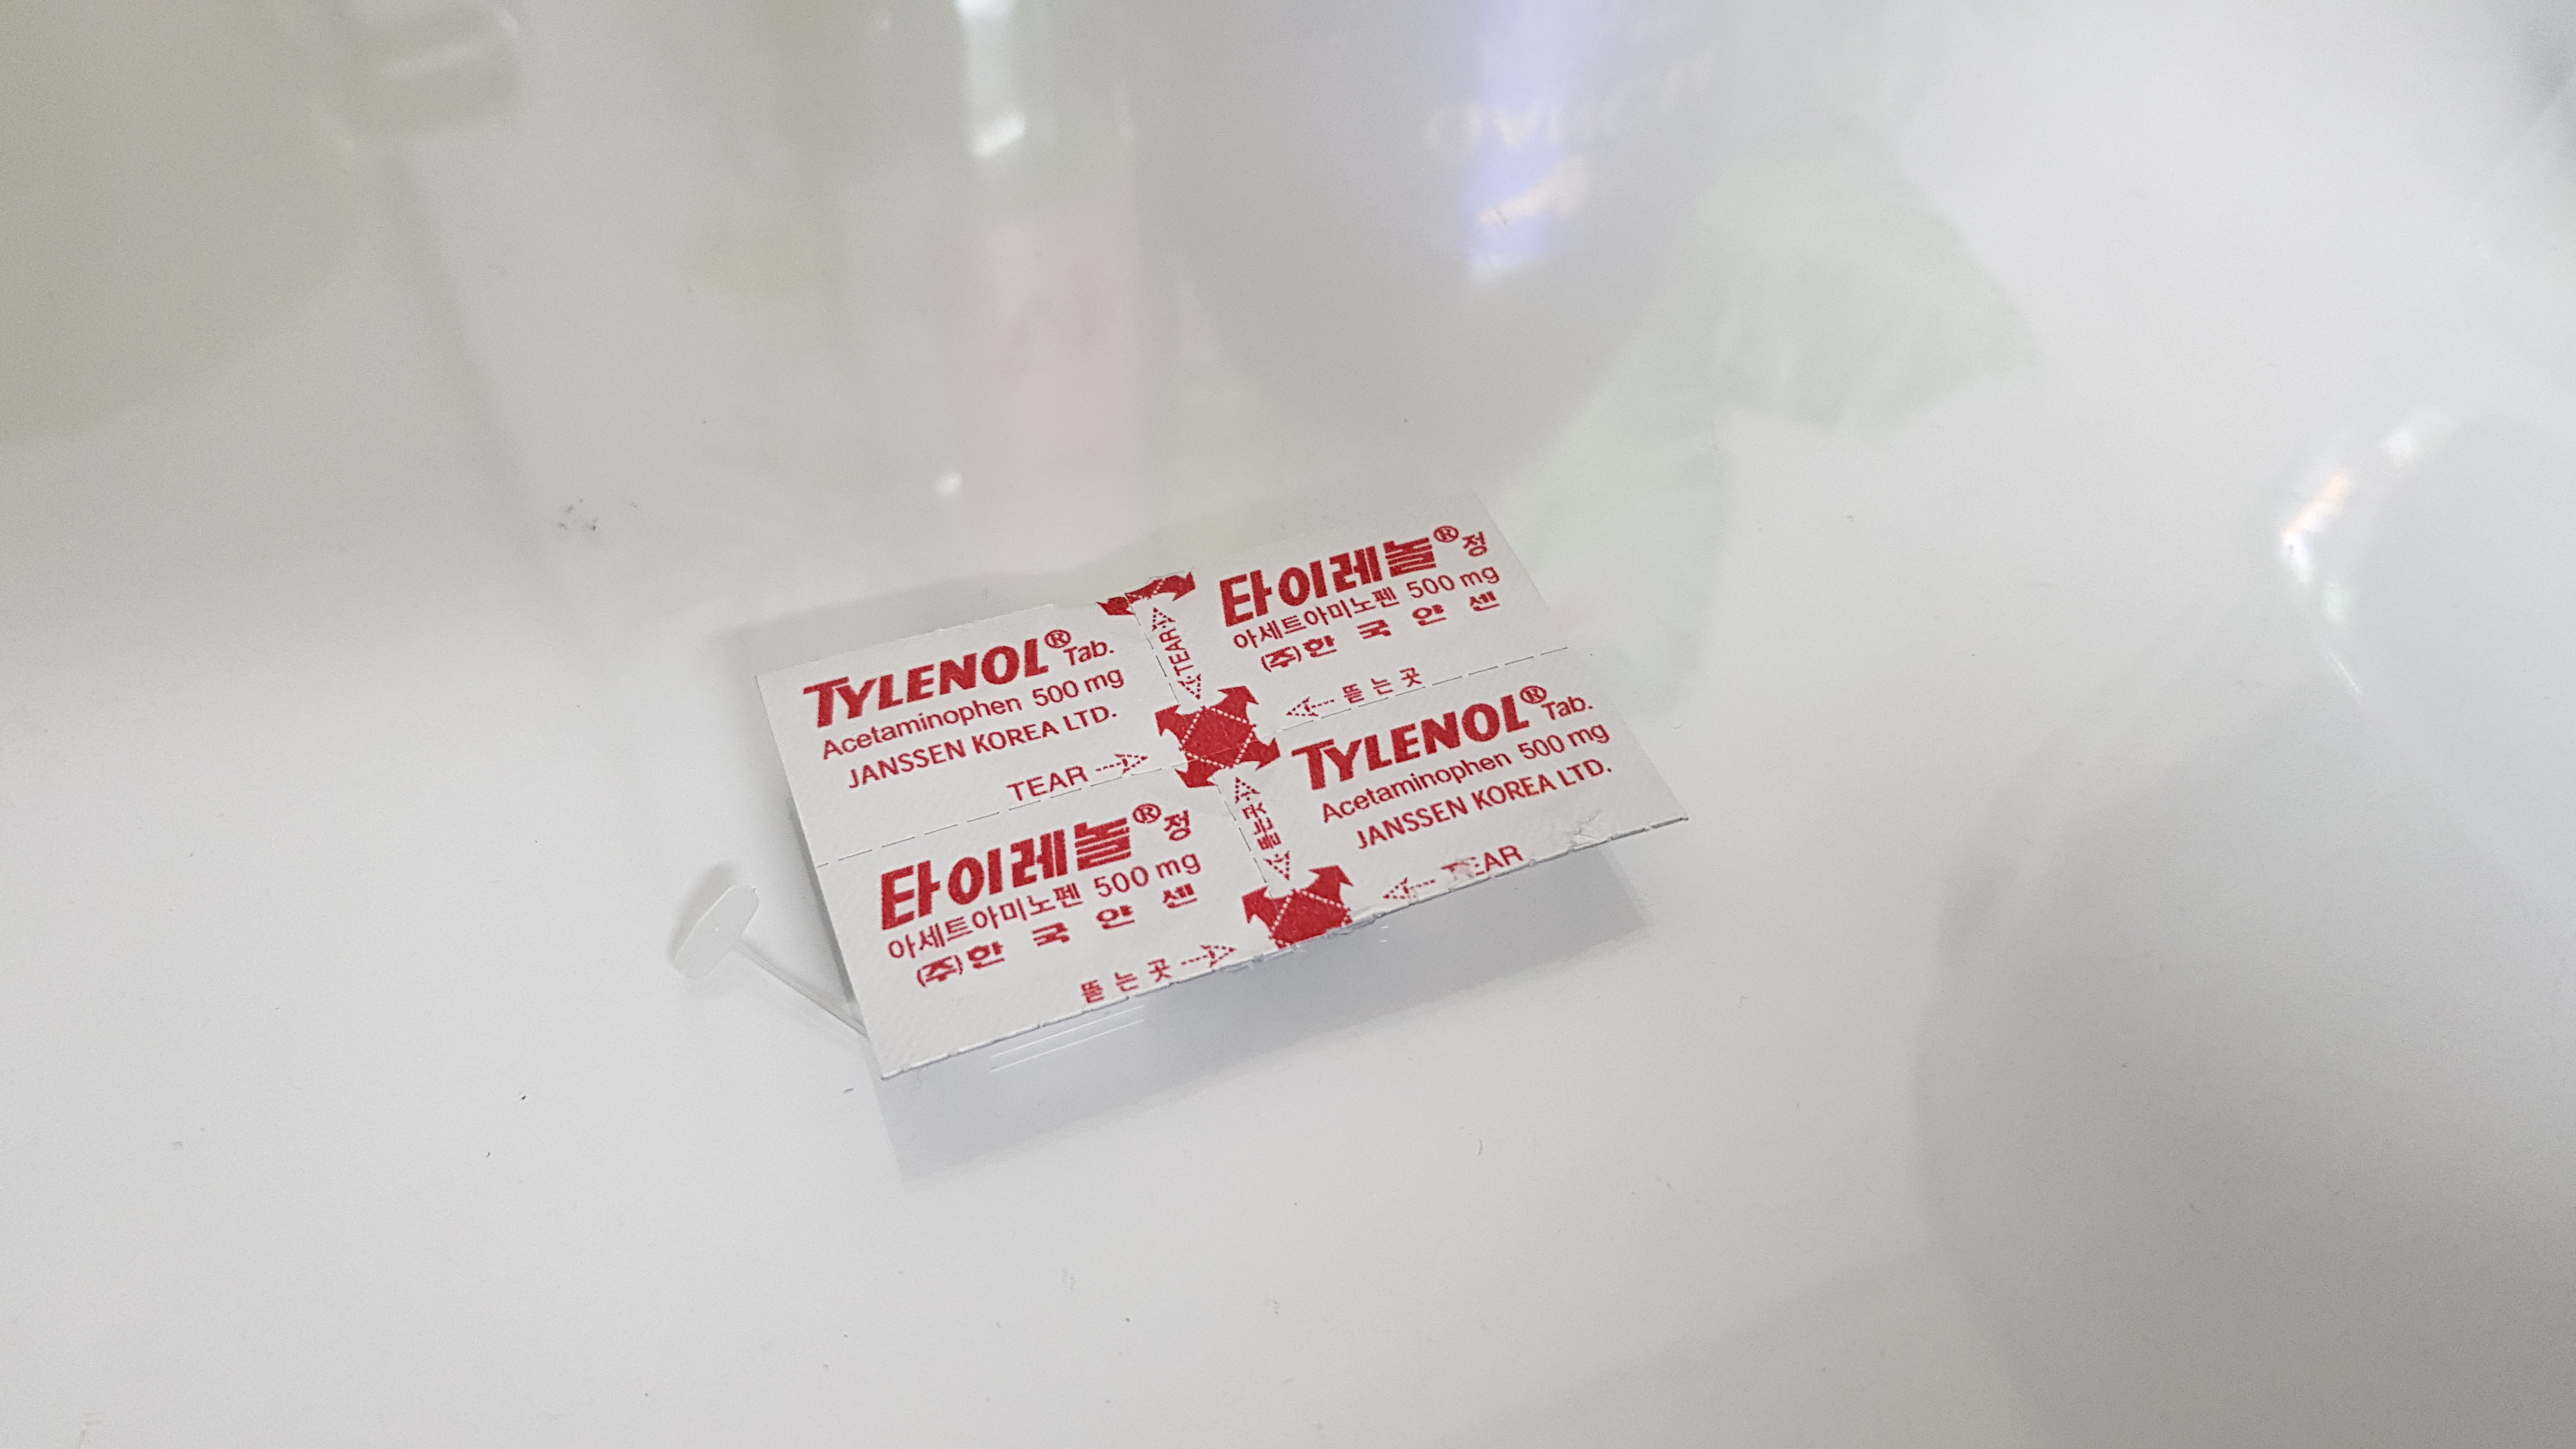 TYLENOL® Tab.
Acetaminophen 500 mg
JANSSEN KOREA LTD.
TEAR
TEAR
타이레놀®정
아세트아미노펜 500 mg
(주)한 국 얀 센
뜯 는 곳
타이레놀®정
아세트아미노펜 500 mg
(주)한 국 얀 센
뜯 는 곳
뜯는곳
TYLENOL® Tab.
Acetaminophen 500 mg
JANSSEN KOREA LTD.
TEAR